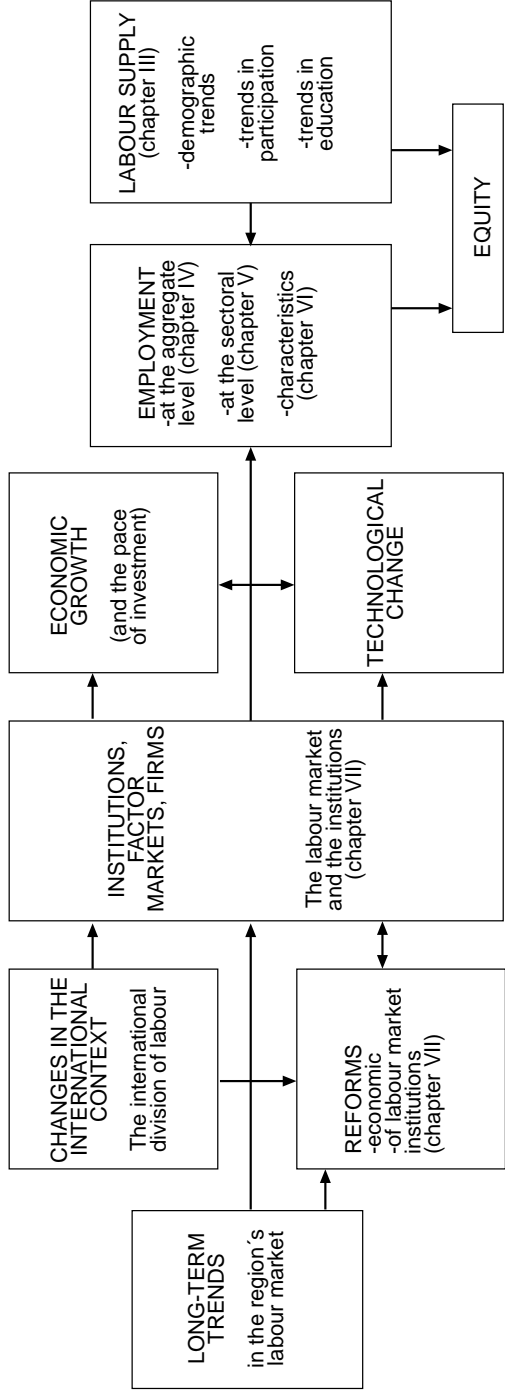 LONG-TERM
TRENDS
in the region´s
labour market
CHANGES IN THE
INTERNATIONAL
CONTEXT
The international
division of labour
REFORMS
-economic
-of labour market
institutions
(chapter VII)
INSTITUTIONS,
FACTOR
MARKETS, FIRMS
The labour market
and the institutions
(chapter VII)
ECONOMIC
GROWTH
(and the pace
of investment)
TECHNOLOGICAL
CHANGE
EMPLOYMENT
-at the aggregate
level (chapter IV)
-at the sectoral
level (chapter V)
-characteristics
(chapter VI)
LABOUR SUPPLY
(chapter III)
-demographic
trends
-trends in
participation
-trends in
education
EQUITY